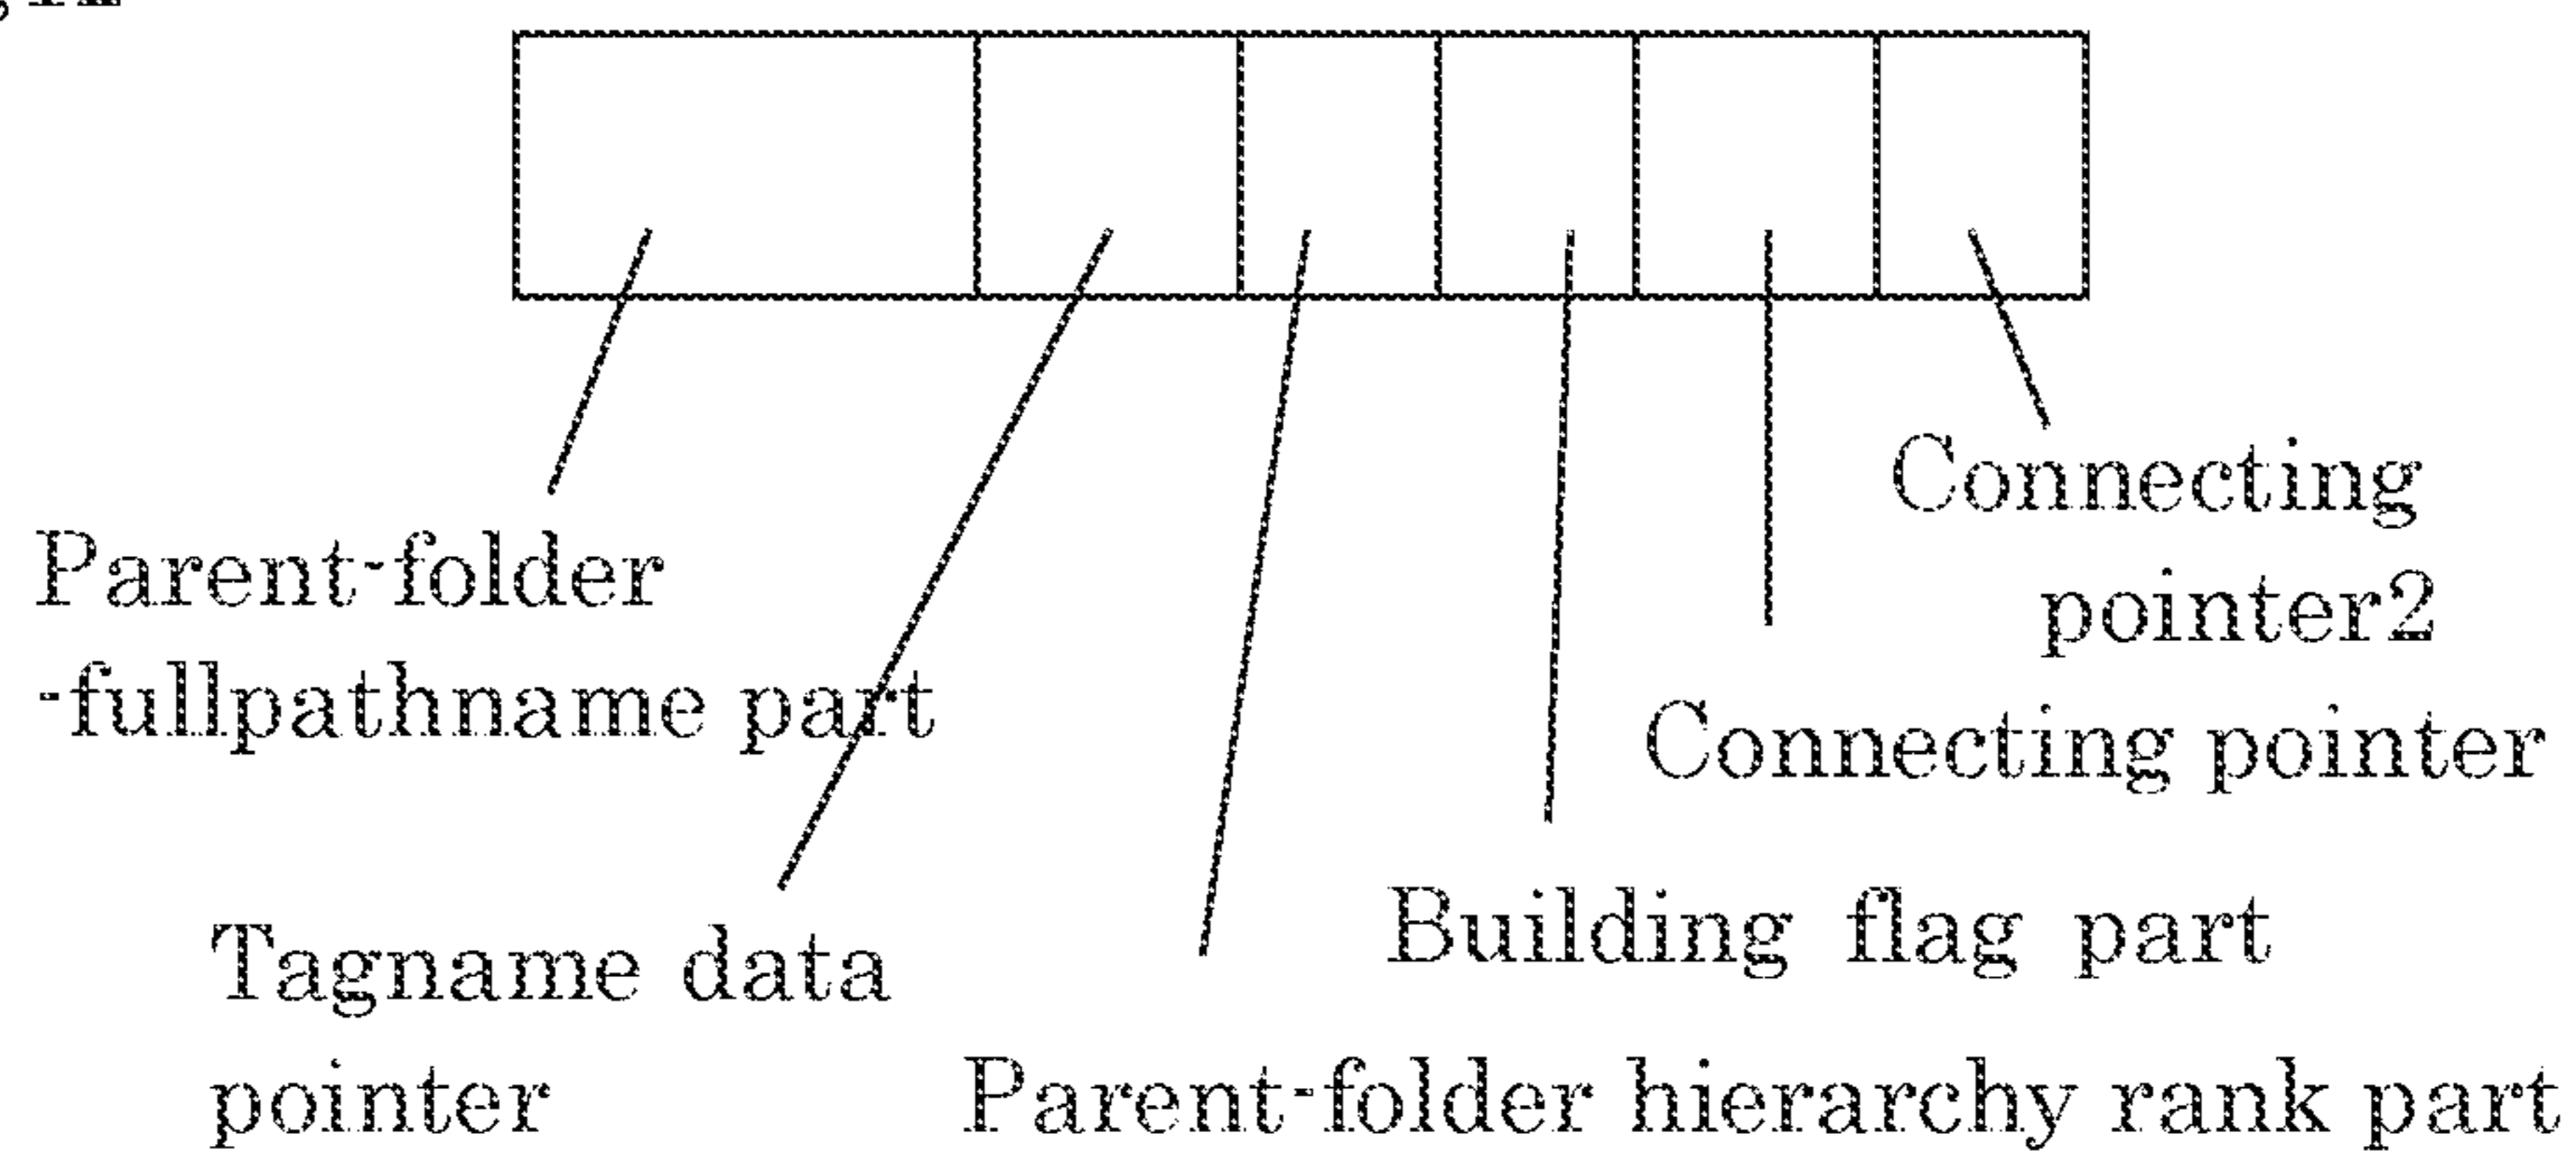 Connecting
pointer2
Parent-folder
-fullpathname part
Connecting pointer
Building flag part
Tagname data
pointer
Parent-folder hierarchy rank part